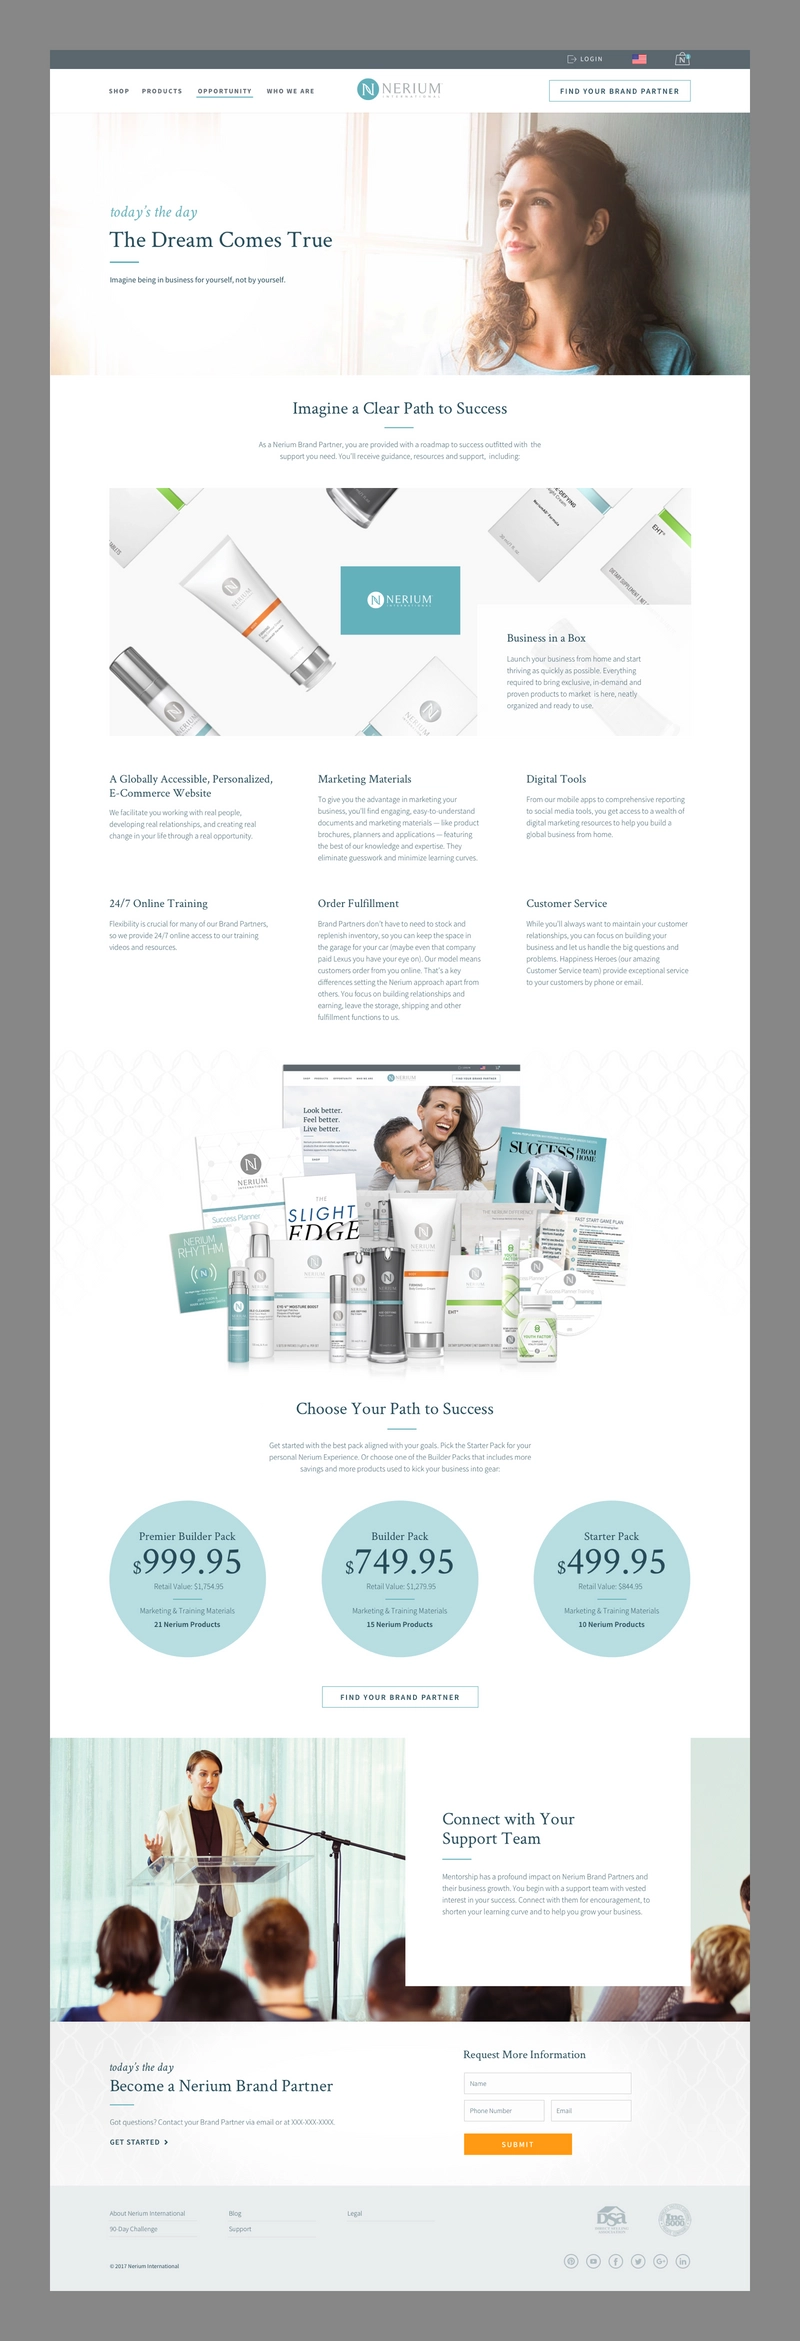 LOGIN
SHOP
PRODUCTS
OPPORTUNITY
WHO WE ARE
NERIUM
INTERNATIONAL
FIND YOUR BRAND PARTNER
today's the day
The Dream Comes True
Imagine being in business for yourself, not by yourself.
Imagine a Clear Path to Success
As a Nerium Brand Partner, you are provided with a roadmap to success outfitted with the
support you need. You'll receive guidance, resources and support, including:
NERIUM
INTERNATIONAL
EHT
Business in a Box
Launch your business from home and start
thriving as quickly as possible. Everything
required to bring exclusive, in-demand and
proven products to market is here, neatly
organized and ready to use.
A Globally Accessible, Personalized,
E-Commerce Website
We facilitate you working with real people,
developing real relationships, and creating real
change in your life through a real opportunity.
Marketing Materials
To give you the advantage in marketing your
business, you'll find engaging, easy-to-understand
documents and marketing materials — like product
brochures, planners and applications — featuring
the best of our knowledge and expertise. They
eliminate guesswork and minimize learning curves.
Digital Tools
From our mobile apps to comprehensive reporting
to social media tools, you get access to a wealth of
digital marketing resources to help you build a
global business from home.
24/7 Online Training
Flexibility is crucial for many of our Brand Partners,
so we provide 24/7 online access to our training
videos and resources.
Order Fulfillment
Brand Partners don't have to need to stock and
replenish inventory, so you can keep the space in
the garage for your car (maybe even that company
paid Lexus you have your eye on). Our model means
customers order from you online. That's a key
differences setting the Nerium approach apart from
others. You focus on building relationships and
earning, leave the storage, shipping and other
fulfillment functions to us.
Customer Service
While you'll always want to maintain your customer
relationships, you can focus on building your
business and let us handle the big questions and
problems. Happiness Heroes (our amazing
Customer Service team) provide exceptional service
to your customers by phone or email.
NERIUM
Look better.
Feel better.
Live better.
NERIUM
INTERNATIONAL
Success Planner
THE
SLIGHT
EDGE
SUCCESS FROM HOME
NERIUM
RHYTHM
FAST START GAME PLAN
NERIUM
EHT
YOUTH FACTOR
Choose Your Path to Success
Get started with the best pack aligned with your goals. Pick the Starter Pack for your
personal Nerium Experience. Or choose one of the Builder Packs that includes more
savings and more products used to kick your business into gear:
Premier Builder Pack
$999.95
Retail Value: $1,754.95
Marketing & Training Materials
21 Nerium Products
Builder Pack
$749.95
Retail Value: $1,279.95
Marketing & Training Materials
15 Nerium Products
Starter Pack
$499.95
Retail Value: $844.95
Marketing & Training Materials
10 Nerium Products
FIND YOUR BRAND PARTNER
Connect with Your
Support Team
Mentorship has a profound impact on Nerium Brand Partners and
their business growth. You begin with a support team with vested
interest in your success. Connect with them for encouragement, to
shorten your learning curve and to help you grow your business.
today's the day
Become a Nerium Brand Partner
Got questions? Contact your Brand Partner via email or at XXX-XXX-XXXX.
GET STARTED
Request More Information
Name
Phone Number
Email
SUBMIT
About Nerium International
Blog
Legal
90-Day Challenge
Support
DSA
Inc.
5000
© 2017 Nerium International